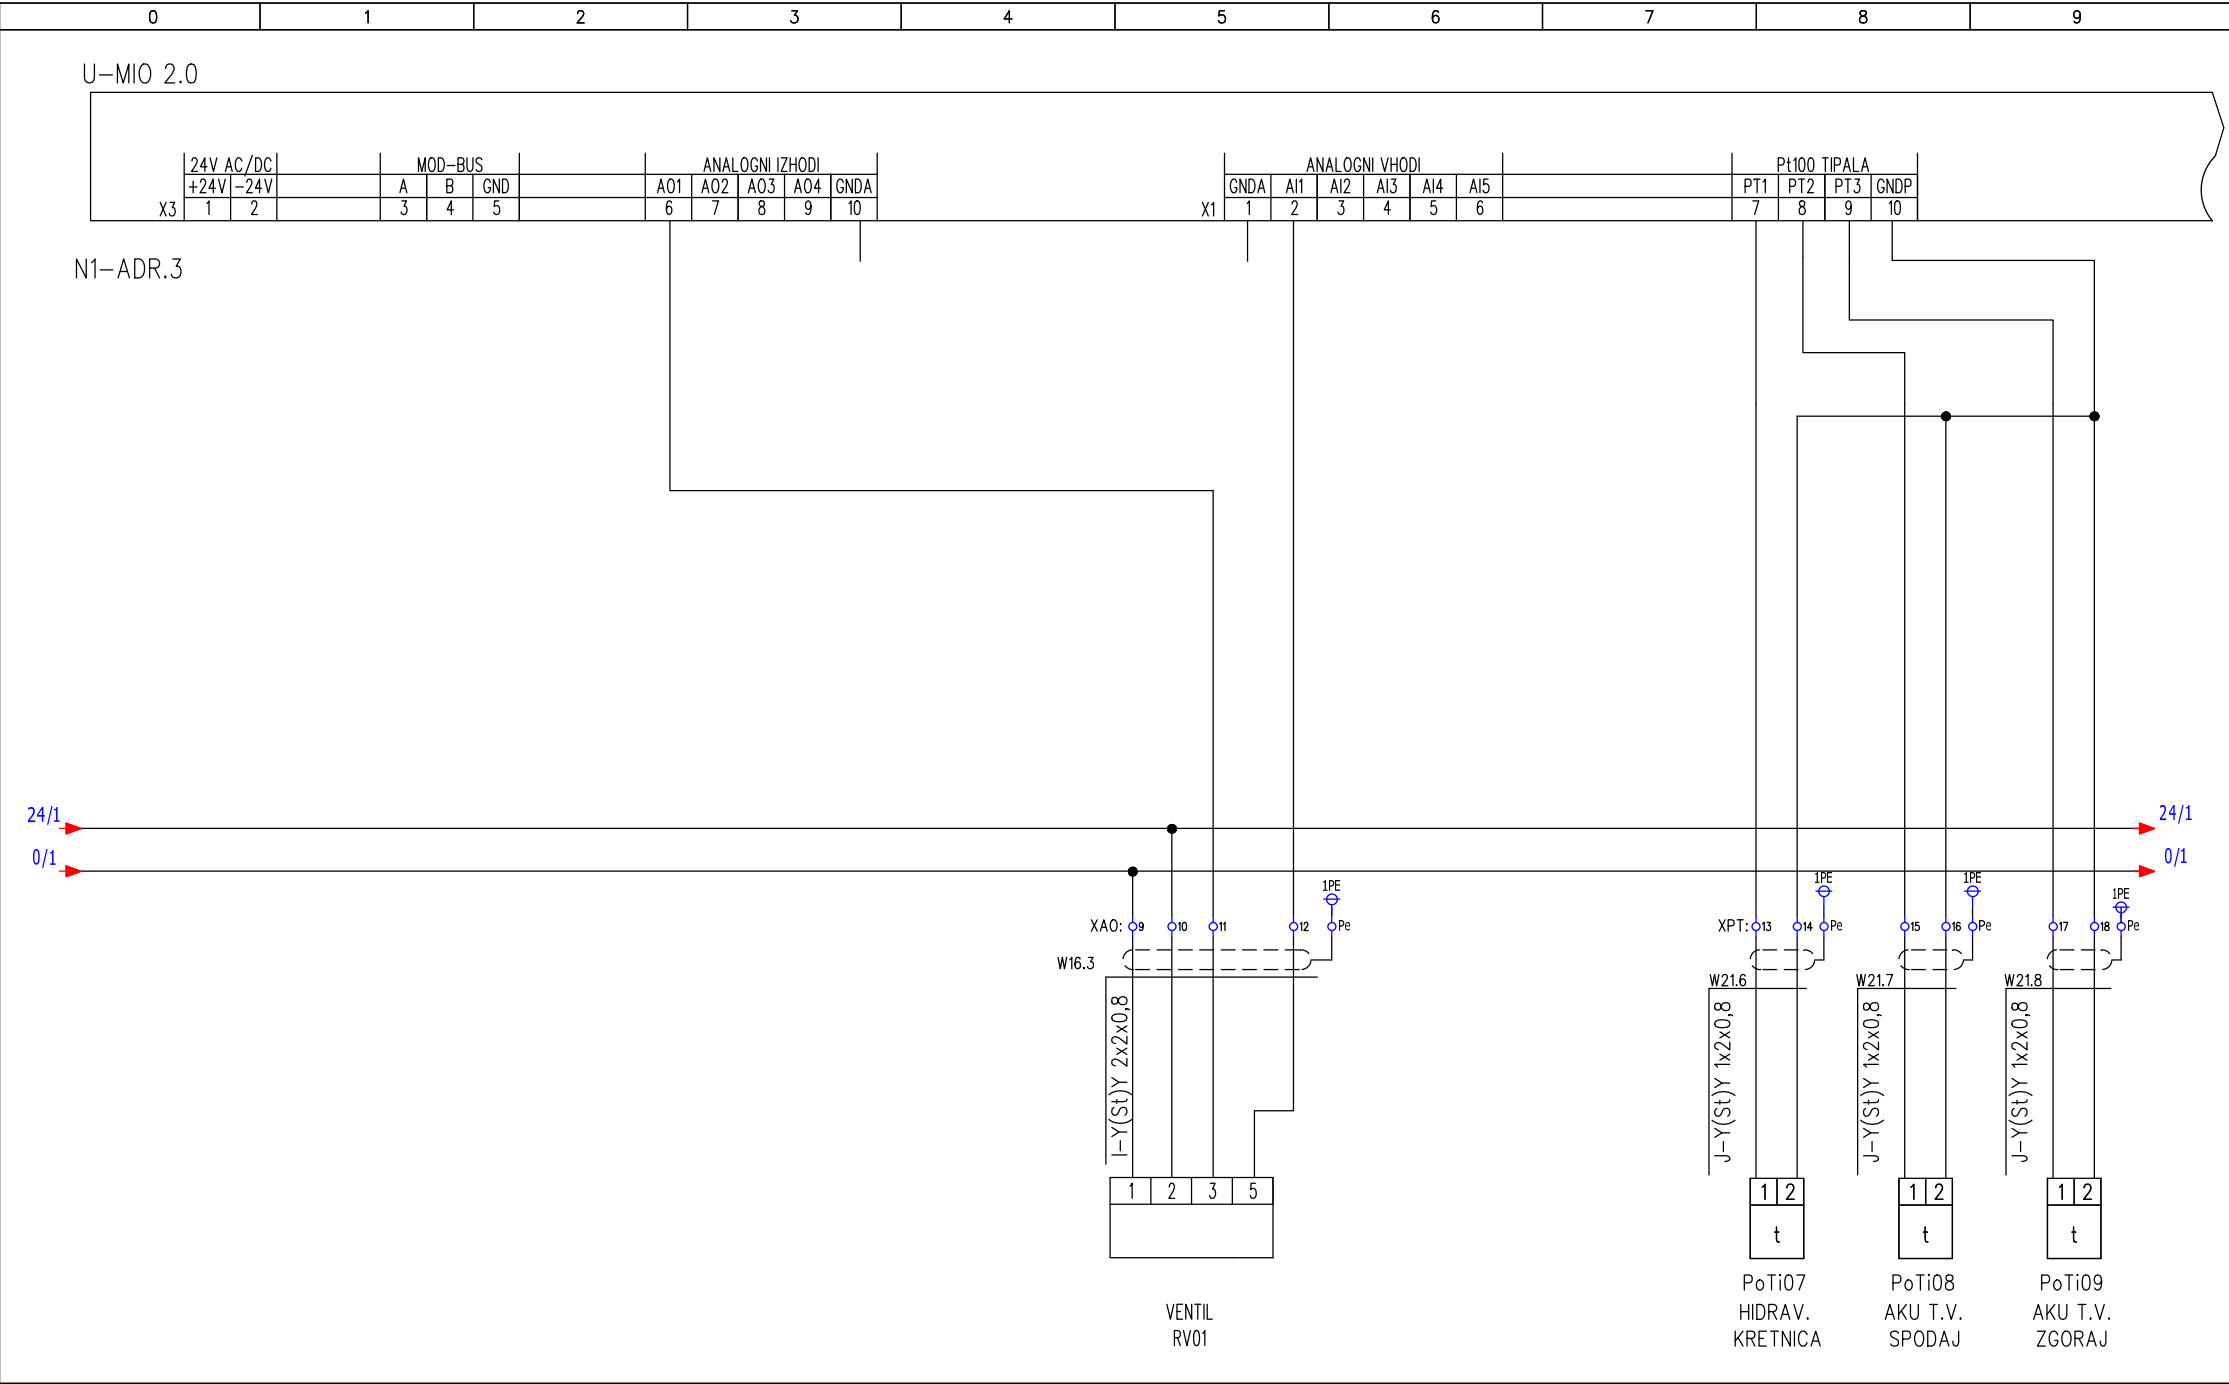 0 1 2 3 4 5 6 7 8 9
U-MIO 2.0
24V AC/DC MOD-BUS ANALOGNI IZHODI ANALOGNI VHODI Pt100 TIPALA
+24V -24V A B GND AO1 AO2 AO3 AO4 GNDA GNDA AI1 AI2 AI3 AI4 AI5 PT1 PT2 PT3 GNDP
X3 1 2 3 4 5 6 7 8 9 10 X1 1 2 3 4 5 6 7 8 9 10
N1-ADR.3
24/1 24/1
0/1 0/1
1PE 1PE 1PE 1PE
XAO: 9 10 11 12 Pe XPT: 13 14 Pe 15 16 Pe 17 18 Pe
W16.3
W21.6 W21.7 W21.8
I-Y(St)Y 2x2x0,8
J-Y(St)Y 1x2x0,8
J-Y(St)Y 1x2x0,8
J-Y(St)Y 1x2x0,8
1 2 3 5 1 2 1 2 1 2
t t t
PoTi07 PoTi08 PoTi09
VENTIL HIDRAV. AKU T.V. AKU T.V.
RV01 KRETNICA SPODAJ ZGORAJ